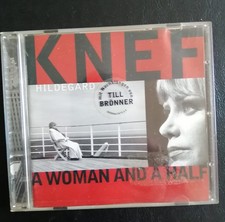 KNEF
HILDEGARD
TILL
BRÖNNER
A WOMAN AND A HALF